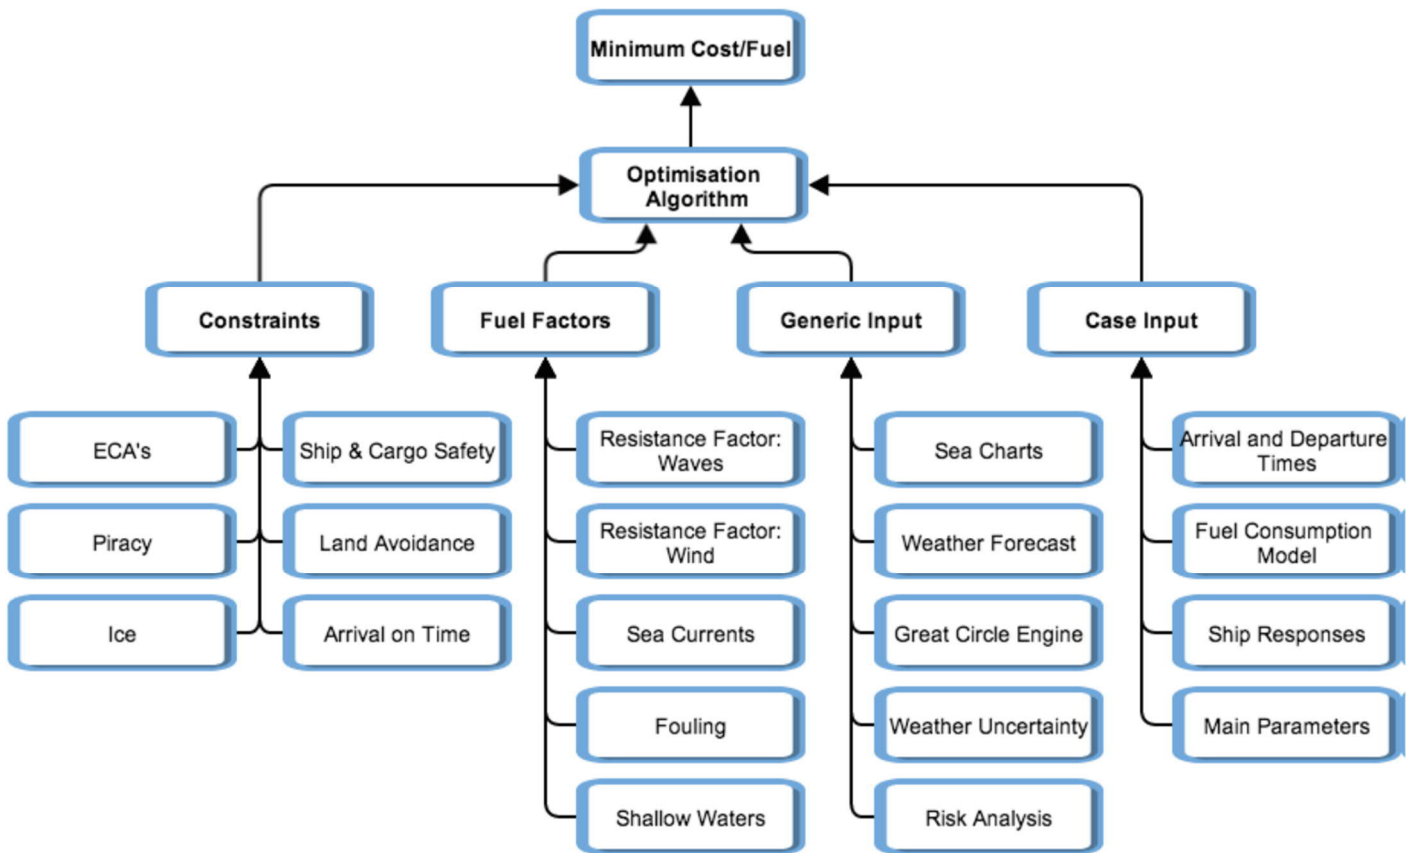 Minimum Cost/Fuel
Optimisation
Algorithm
Constraints
Fuel Factors
Generic Input
Case Input
ECA's
Ship & Cargo Safety
Piracy
Land Avoidance
Ice
Arrival on Time
Resistance Factor:
Waves
Resistance Factor:
Wind
Sea Currents
Fouling
Shallow Waters
Sea Charts
Weather Forecast
Great Circle Engine
Weather Uncertainty
Risk Analysis
Arrival and Departure
Times
Fuel Consumption
Model
Ship Responses
Main Parameters